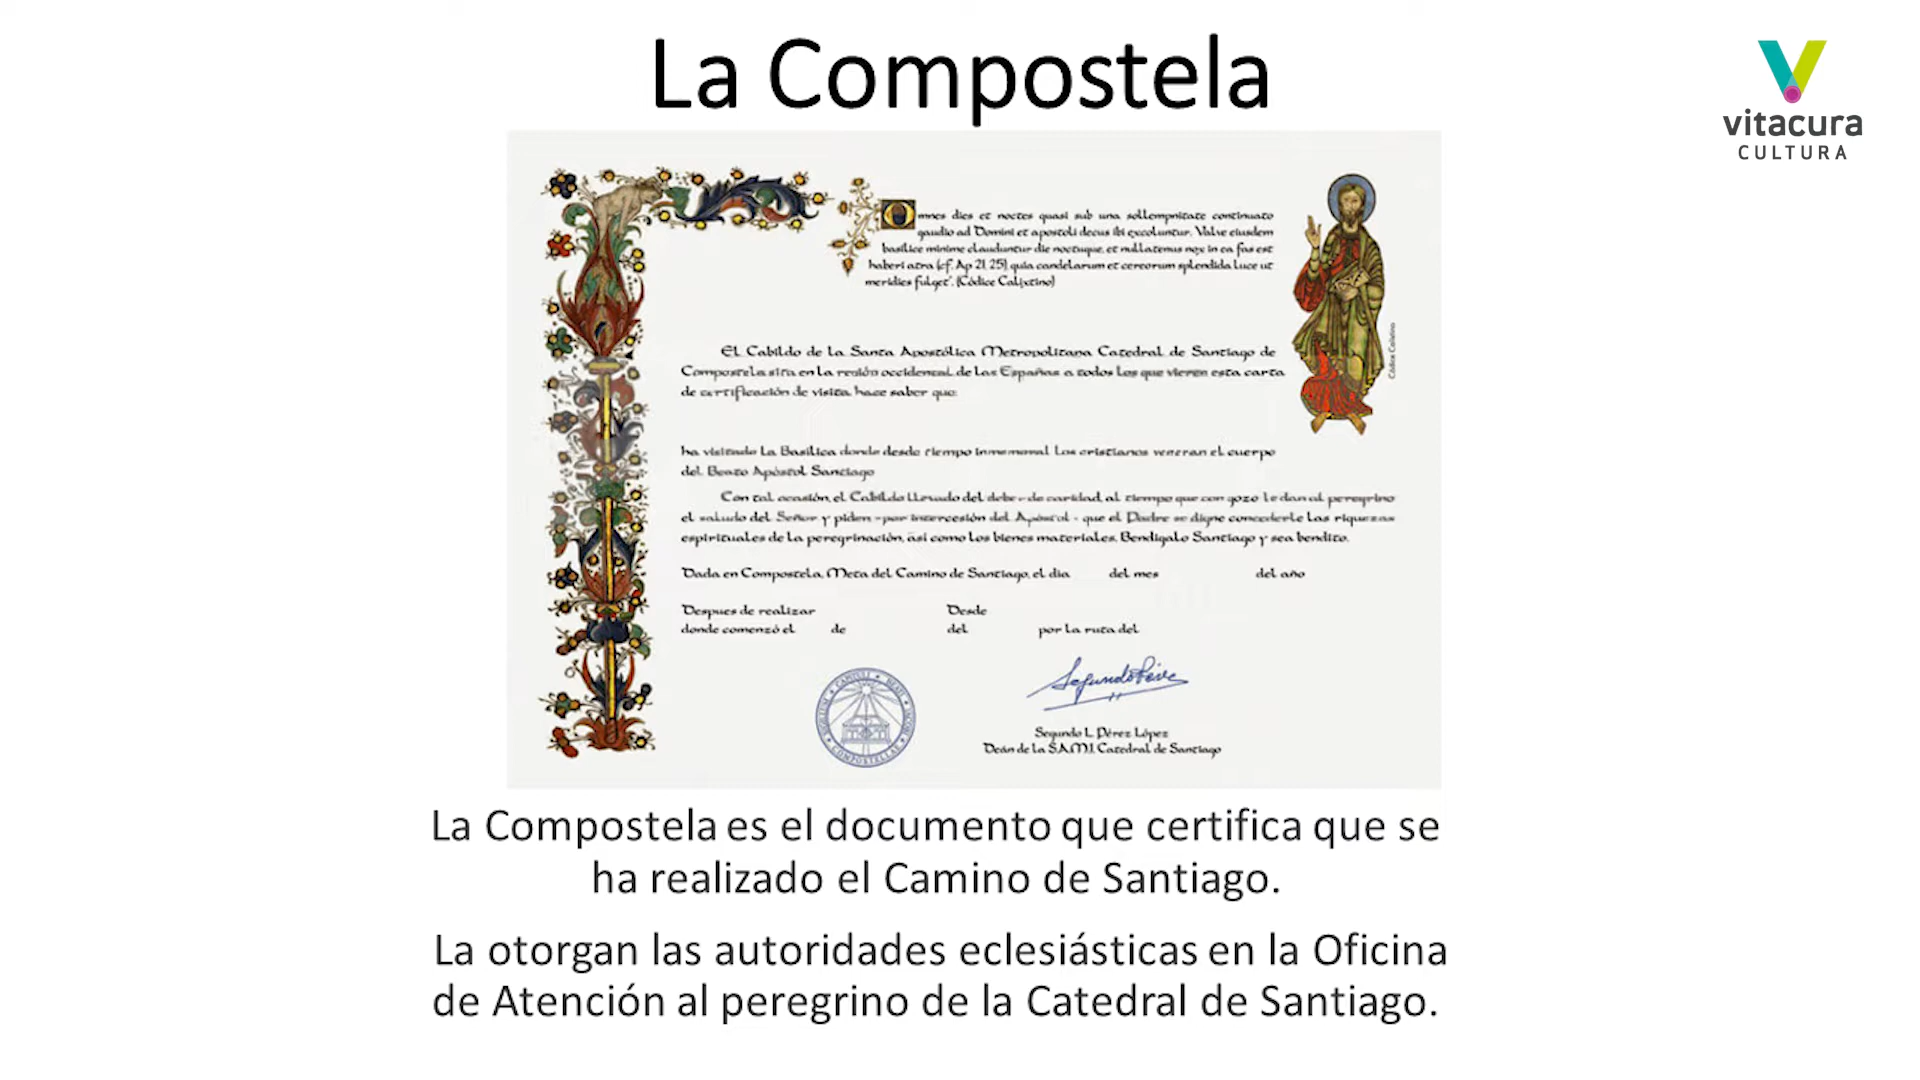 La Compostela
vitacura
CULTURA
Omnes dies et noctes quasi sub una sollempnitate continuato
gaudio ad Domini et apostoli decus ibi excoluntur. Valve eiusdem
basilice minime clauduntur die noctuque, et nullatenus nox in ea fas est
haberi atra (cf. Ap 21, 25), quia candelarum et cereorum splendida luce ut
meridies fulget". (Códice Calixtino)
Códice Calixtino
El Cabildo de la Santa Apostólica Metropolitana Catedral de Santiago de
Compostela sita en la región occidental de las Españas a todos los que vieren esta carta
de certificación de visita, hace saber que:
ha visitado la Basílica donde desde tiempo inmemorial los cristianos veneran el cuerpo
del Beato Apóstol Santiago
Con tal ocasión, el Cabildo llevado del deber de caridad, al tiempo que con gozo le dan al peregrino
el saludo del Señor y piden -por intercesión del Apóstol- que el Padre se digne concederle las riquezas
espirituales de la peregrinación, así como los bienes materiales. Bendígalo Santiago y sea bendito.
Dada en Compostela, Meta del Camino de Santiago, el dia del mes del año
Despues de realizar Desde
donde comenzó el de del por la ruta del
SIGILLUM CAPITULI BEATI JACOBI COMPOSTELLAE
Segundo L. Pérez López
Deán de la S.A.M.I. Catedral de Santiago
La Compostela es el documento que certifica que se
ha realizado el Camino de Santiago.
La otorgan las autoridades eclesiásticas en la Oficina
de Atención al peregrino de la Catedral de Santiago.